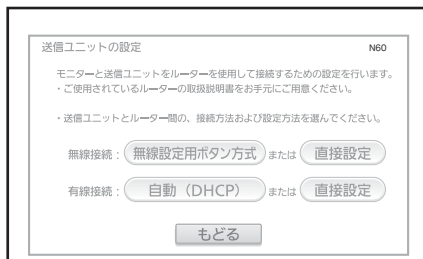 送信ユニットの設定 N60
モニターと送信ユニットをルーターを使用して接続するための設定を行います。
・ご使用されているルーターの取扱説明書をお手元にご用意ください。
・送信ユニットとルーター間の、接続方法および設定方法を選んでください。
無線接続： 無線設定用ボタン方式 または 直接設定
有線接続： 自動（DHCP） または 直接設定
もどる